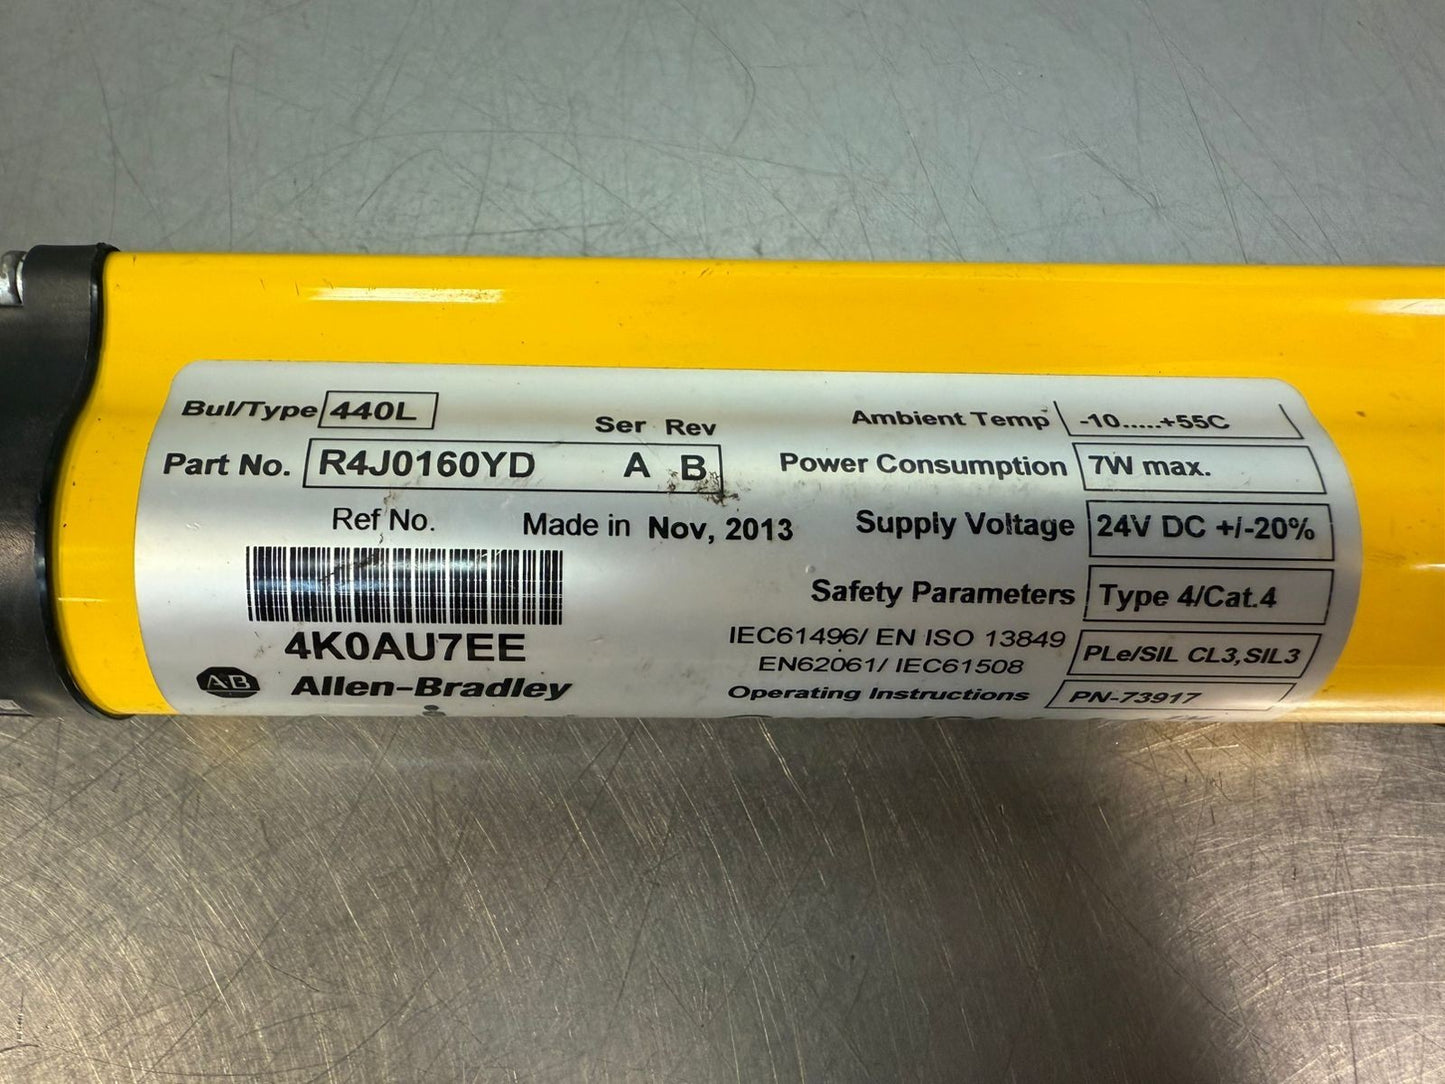 Bul/Type 440L
Ser Rev
Part No. R4J0160YD A B
Ref No. Made in Nov, 2013
4K0AU7EE
AB Allen-Bradley
Ambient Temp -10.....+55C
Power Consumption 7W max.
Supply Voltage 24V DC +/-20%
Safety Parameters Type 4/Cat.4
IEC61496/ EN ISO 13849
EN62061/ IEC61508
PLe/SIL CL3,SIL3
Operating Instructions PN-73917